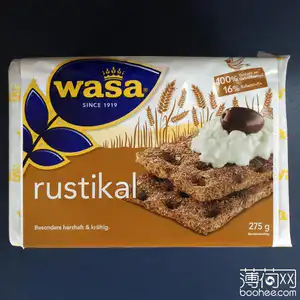 wasa
SINCE 1919
100%
16%
rustikal
Besonders herzhaft & kräftig.
275 g
薄荷网
boohee.com